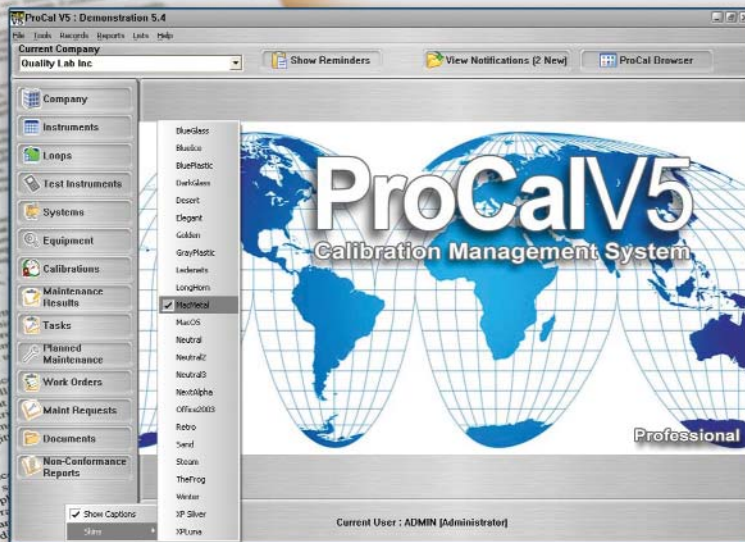 ProCal V5 : Demonstration 5.4
File Tools Records Reports Lists Help
Current Company
Quality Lab Inc
Show Reminders
View Notifications (2 New)
ProCal Browser
Company
Instruments
Loops
Test Instruments
Systems
Equipment
Calibrations
Maintenance
Results
Tasks
Planned
Maintenance
Work Orders
Maint Requests
Documents
Non-Conformance
Reports
Show Captions
Skins
BlueGlass
BlueIce
BluePlastic
DarkGlass
Desert
Elegant
Golden
GrayPlastic
Ledenets
LongHorn
MacMetal
MacOS
Neutral
Neutral2
Neutral3
NextAlpha
Office2003
Retro
Sand
Steam
TheFrog
Winter
XP Silver
XPLuna
ProCalV5
Calibration Management System
Professional
Current User : ADMIN [Administrator]